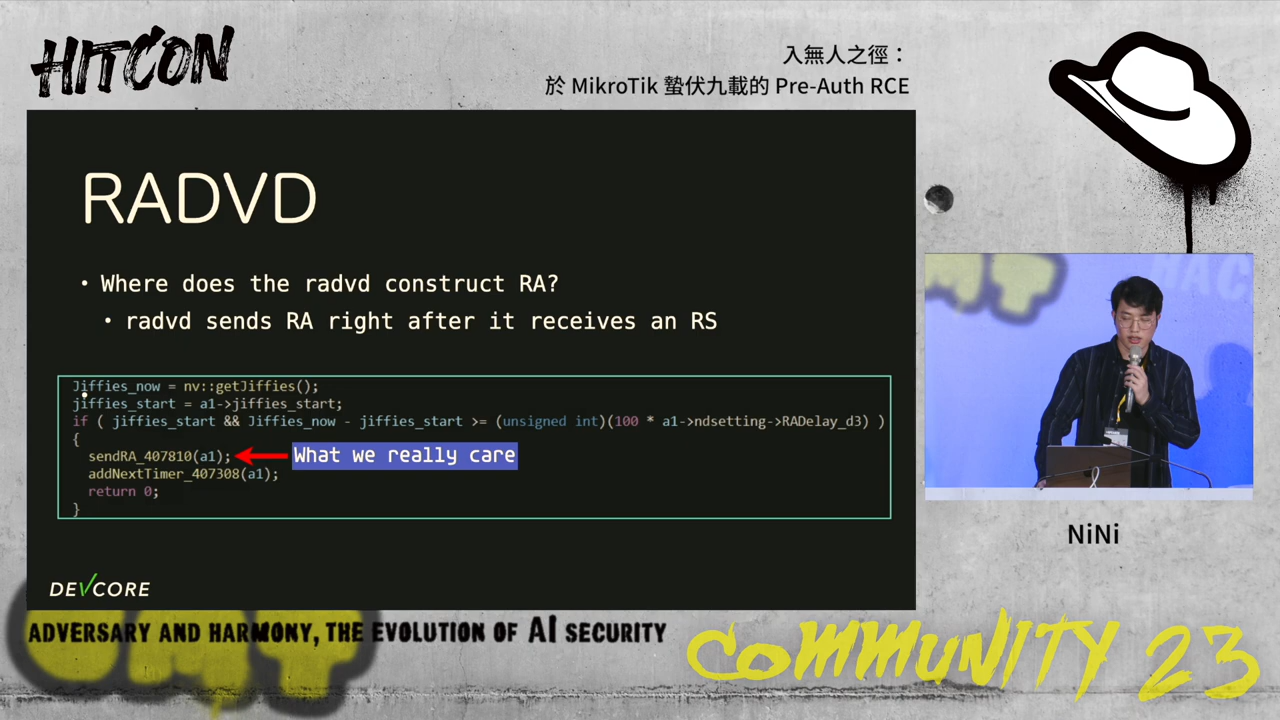 HITCON
入無人之徑：
於 MikroTik 蟄伏九載的 Pre-Auth RCE
RADVD
• Where does the radvd construct RA?
• radvd sends RA right after it receives an RS
Jiffies_now = nv::getJiffies();
jiffies_start = a1->jiffies_start;
if ( jiffies_start && Jiffies_now - jiffies_start >= (unsigned int)(100 * a1->ndsetting->RADelay_d3) )
{
sendRA_407810(a1);
What we really care
addNextTimer_407308(a1);
return 0;
}
DEVCORE
CMT
HAC
NiNi
CMT
ADVERSARY AND HARMONY, THE EVOLUTION OF AI SECURITY
COMMUNITY 23